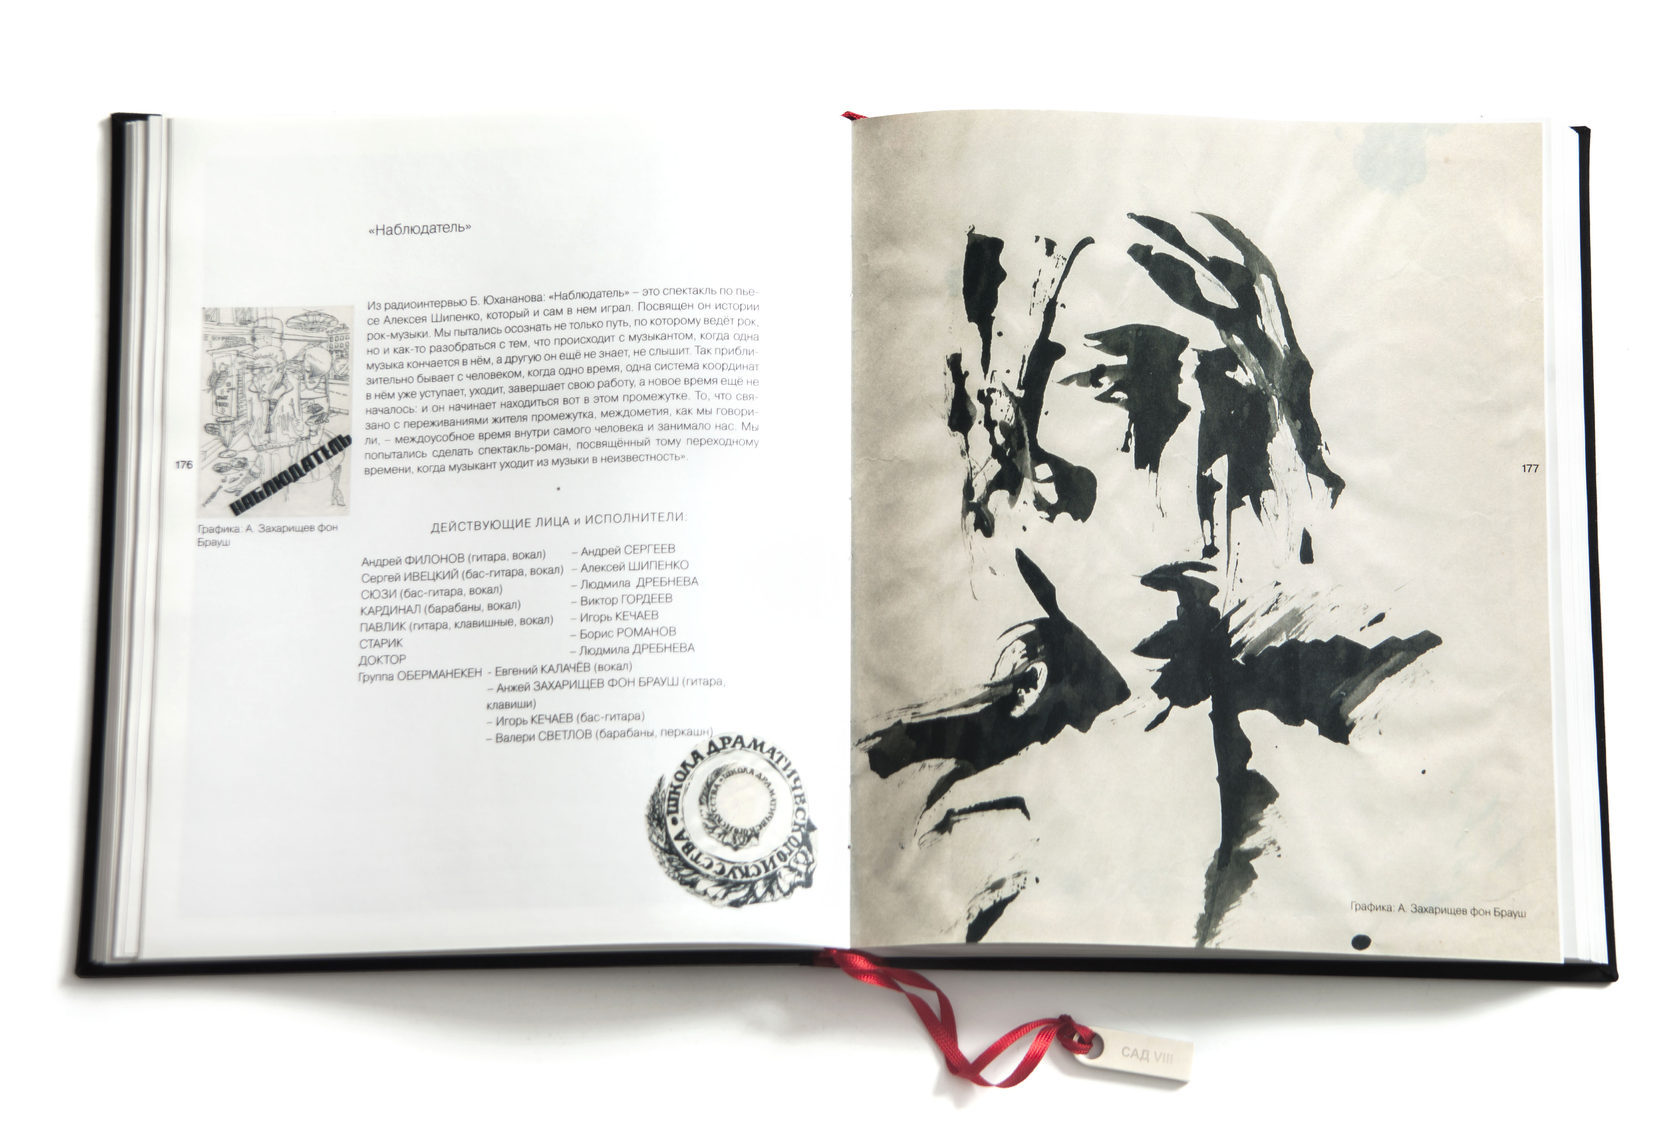 «Наблюдатель»
Из радиоинтервью Б. Юхананова: «Наблюдатель» – это спектакль по пье-
се Алексея Шипенко, который и сам в нем играл. Посвящен он истории
рок-музыки. Мы пытались осознать не только путь, по которому ведёт рок,
но и как-то разобраться с тем, что происходит с музыкантом, когда одна
музыка кончается в нём, а другую он ещё не знает, не слышит. Так прибли-
зительно бывает с человеком, когда одно время, одна система координат
в нём уже уступает, уходит, завершает свою работу, а новое время ещё не
началось: и он начинает находиться вот в этом промежутке. То, что свя-
зано с переживаниями жителя промежутка, междометия, как мы говори-
ли, – междоусобное время внутри самого человека и занимало нас. Мы
попытались сделать спектакль-роман, посвящённый тому переходному
времени, когда музыкант уходит из музыки в неизвестность».
176
НАБЛЮДАТЕЛЬ
Графика: А. Захарищев фон
Брауш
ДЕЙСТВУЮЩИЕ ЛИЦА и ИСПОЛНИТЕЛИ:
Андрей ФИЛОНОВ (гитара, вокал) – Андрей СЕРГЕЕВ
Сергей ИВЕЦКИЙ (бас-гитара, вокал) – Алексей ШИПЕНКО
СЮЗИ (бас-гитара, вокал) – Людмила ДРЕБНЕВА
КАРДИНАЛ (барабаны, вокал) – Виктор ГОРДЕЕВ
ПАВЛИК (гитара, клавишные, вокал) – Игорь КЕЧАЕВ
СТАРИК – Борис РОМАНОВ
ДОКТОР – Людмила ДРЕБНЕВА
Группа ОБЕРМАНЕКЕН - Евгений КАЛАЧЁВ (вокал)
– Анжей ЗАХАРИЩЕВ ФОН БРАУШ (гитара,
клавиши)
– Игорь КЕЧАЕВ (бас-гитара)
– Валери СВЕТЛОВ (барабаны, перкашн)
ШКОЛА ДРАМАТИЧЕСКОГО ИСКУССТВА
ШКОЛА ДРАМАТИЧЕСКОГО ИСКУССТВА
177
Графика: А. Захарищев фон Брауш
САД VIII